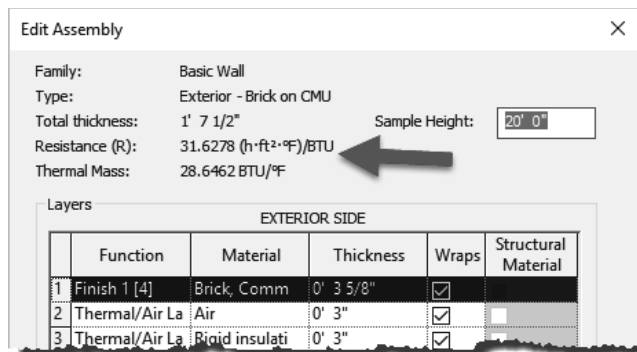 Edit Assembly
Family: Basic Wall
Type: Exterior - Brick on CMU
Total thickness: 1' 7 1/2" Sample Height: 20' 0"
Resistance (R): 31.6278 (h·ft²·ºF)/BTU
Thermal Mass: 28.6462 BTU/ºF
Layers
EXTERIOR SIDE
Function Material Thickness Wraps Structural Material
1 Finish 1 [4] Brick, Comm 0' 3 5/8"
2 Thermal/Air La Air 0' 3"
3 Thermal/Air La Rigid insulati 0' 3"